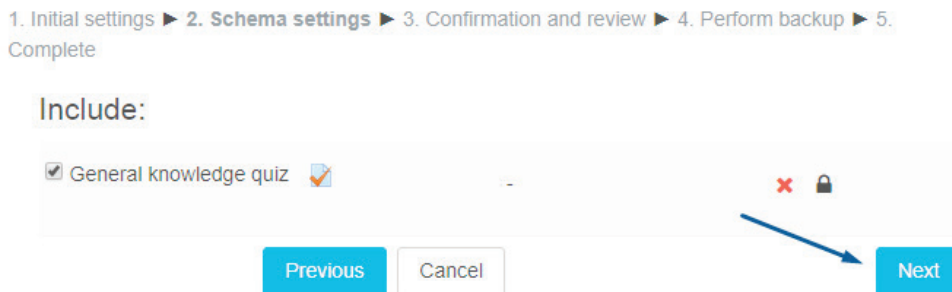 1. Initial settings ► 2. Schema settings ► 3. Confirmation and review ► 4. Perform backup ► 5.
Complete
Include:
General knowledge quiz - 
Previous Cancel Next